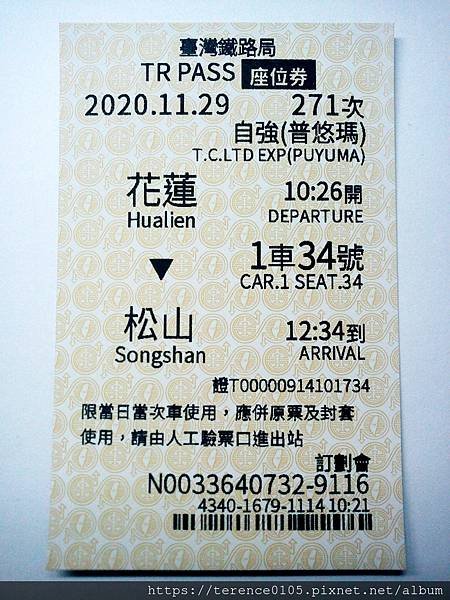 臺灣鐵路局
TR PASS 座位券
2020.11.29 271次
自強(普悠瑪)
T.C.LTD EXP(PUYUMA)
花蓮 10:26開
Hualien DEPARTURE
▼ 1車34號
CAR.1 SEAT.34
松山 12:34到
Songshan ARRIVAL
證T00000914101734
限當日當次車使用，應併原票及封套
使用，請由人工驗票口進出站
訂劃會
N0033640732-9116
4340-1679-1114 10:21
https://terence0105.pixnet.net/album